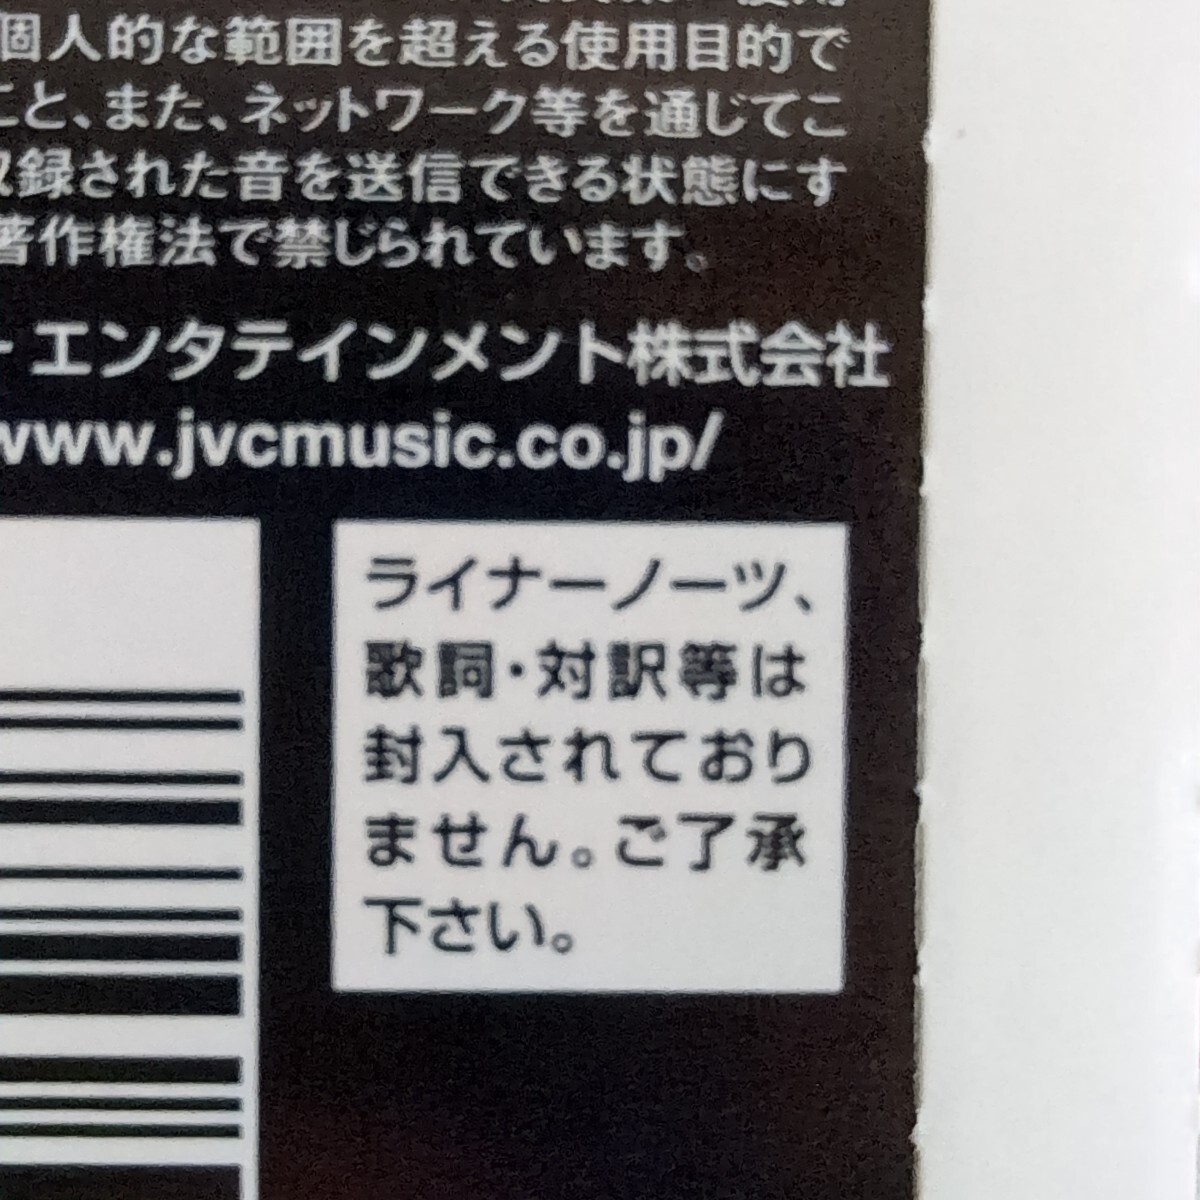 個人的な範囲を超える使用目的で
こと、また、ネットワーク等を通じてこ
収録された音を送信できる状態にす
著作権法で禁じられています。
エンタテインメント株式会社
www.jvcmusic.co.jp/
ライナーノーツ、
歌詞・対訳等は
封入されており
ません。ご了承
下さい。